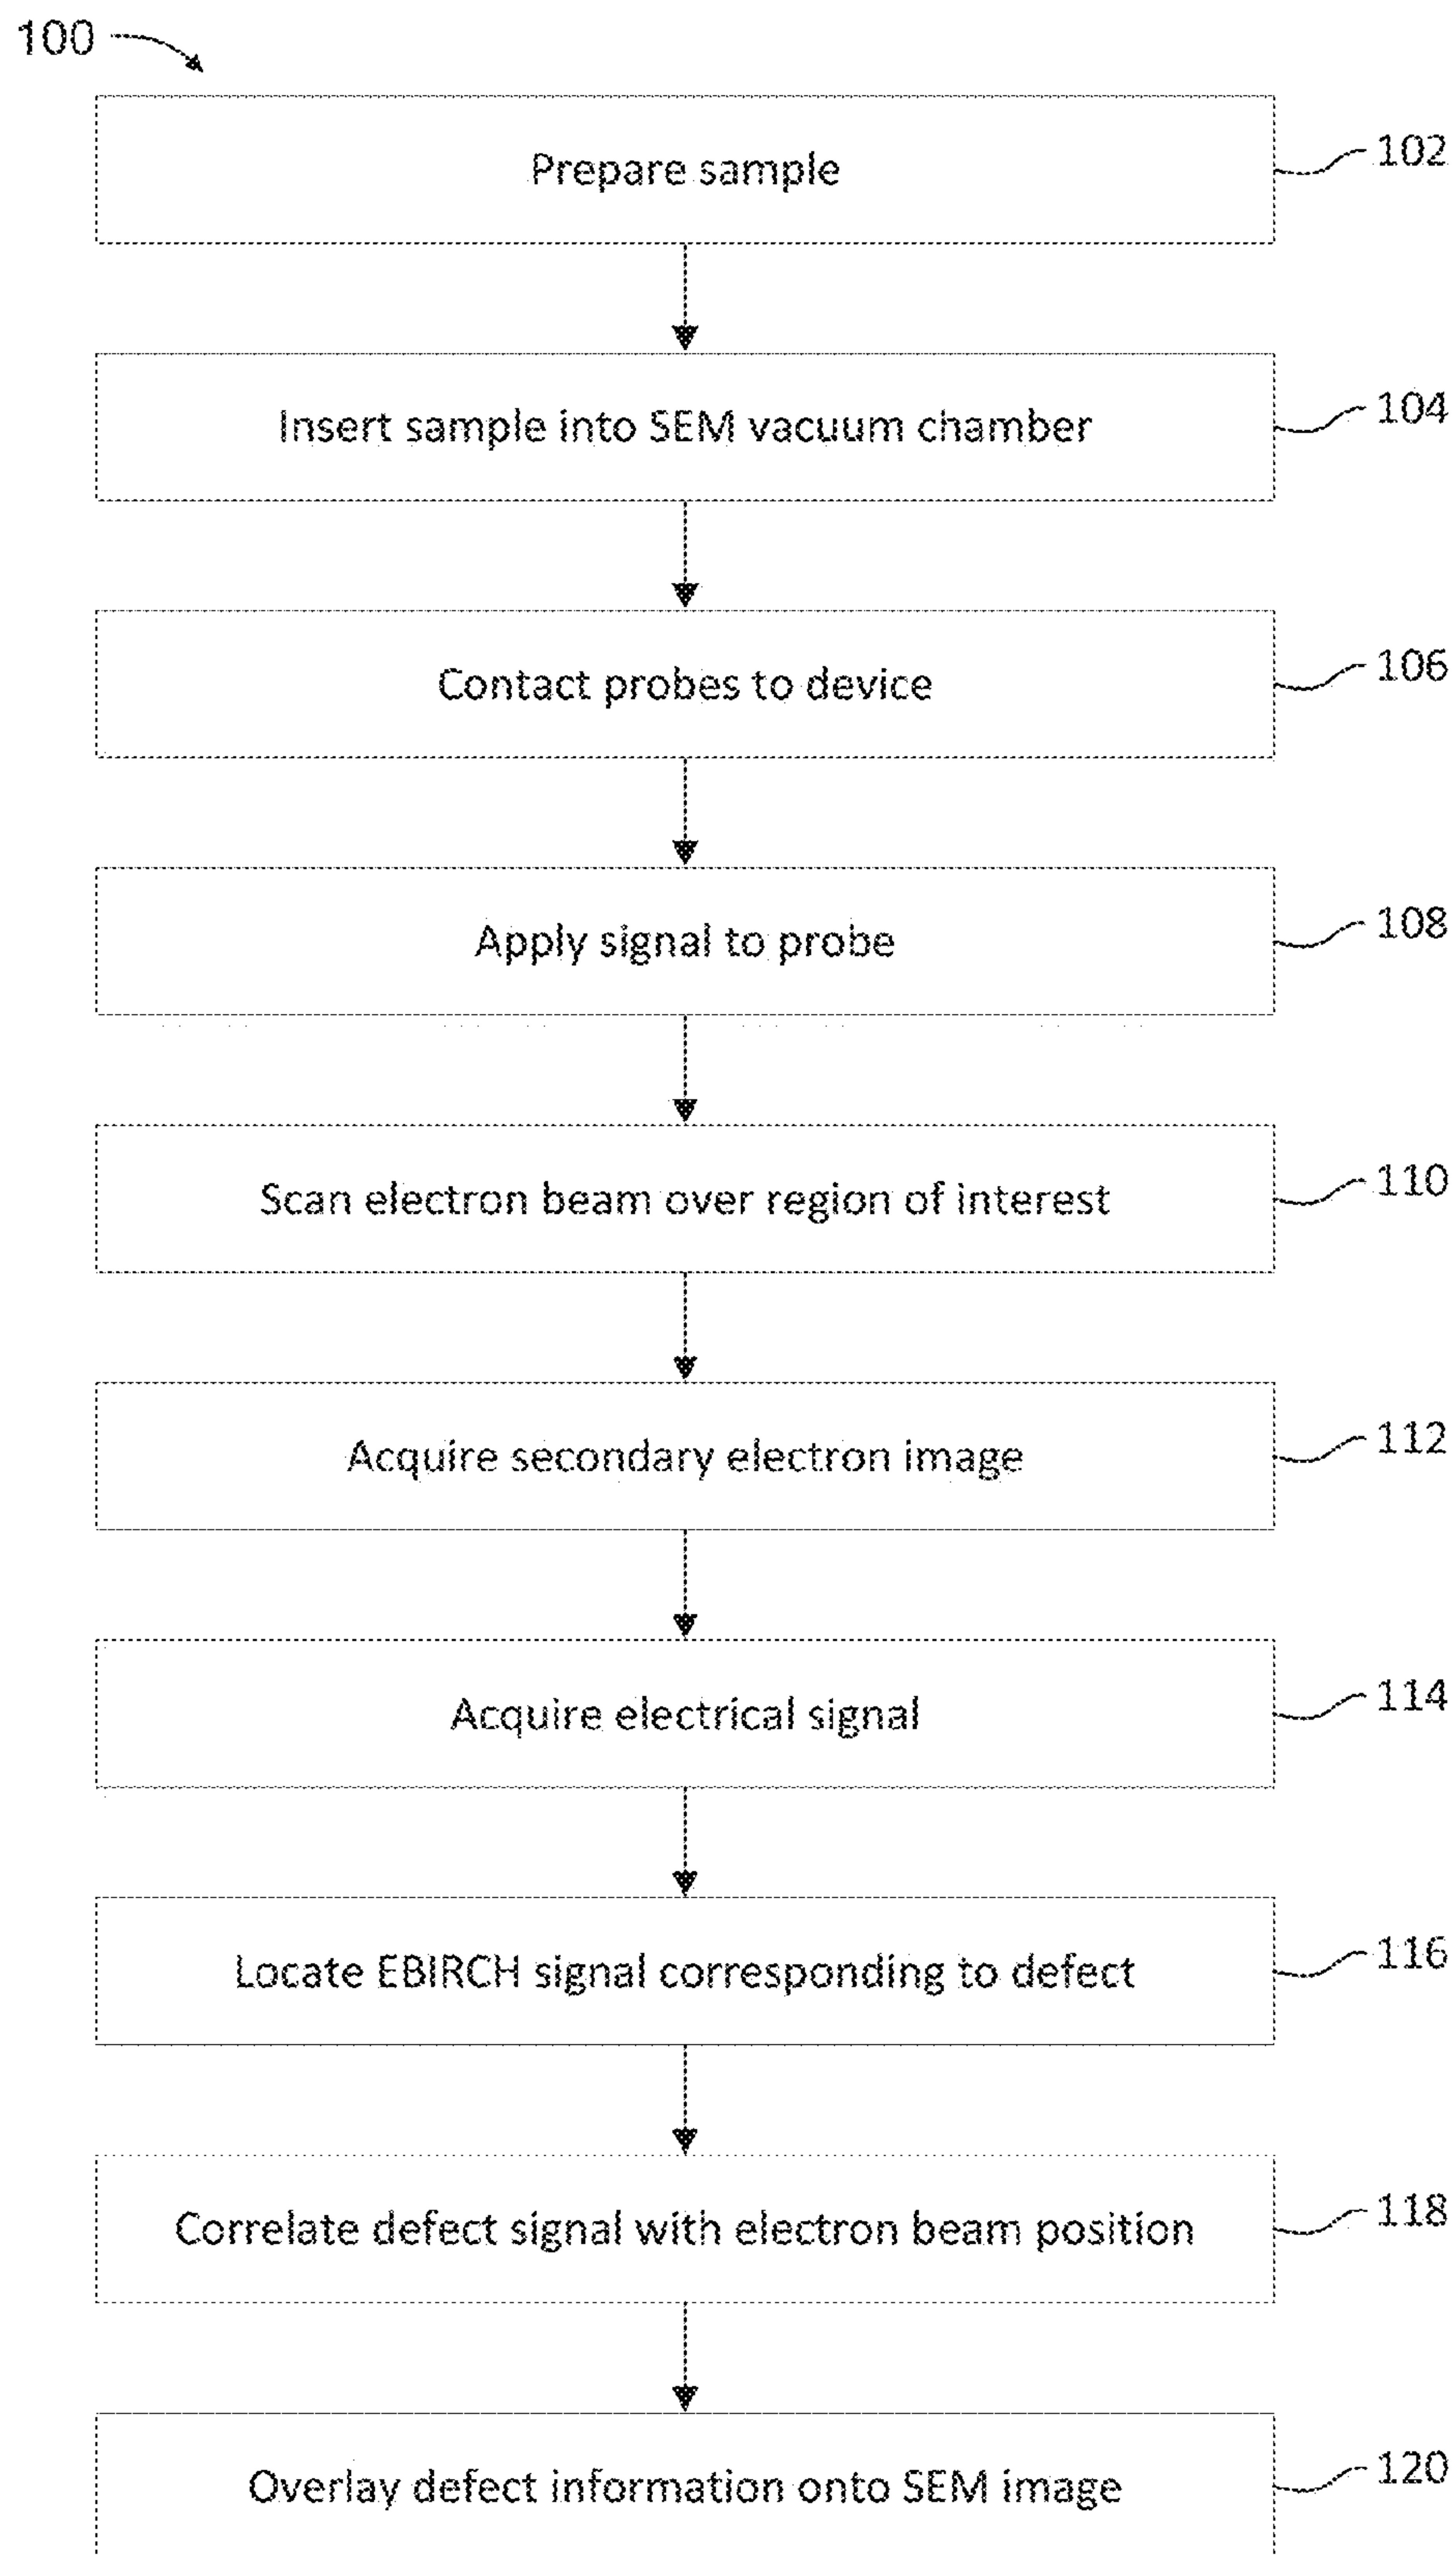 100
Prepare sample
102
Insert sample into SEM vacuum chamber
104
Contact probes to device
106
Apply signal to probe
108
Scan electron beam over region of interest
110
Acquire secondary electron image
112
Acquire electrical signal
114
Locate EBIRCH signal corresponding to defect
116
Correlate defect signal with electron beam position
118
Overlay defect information onto SEM image
120